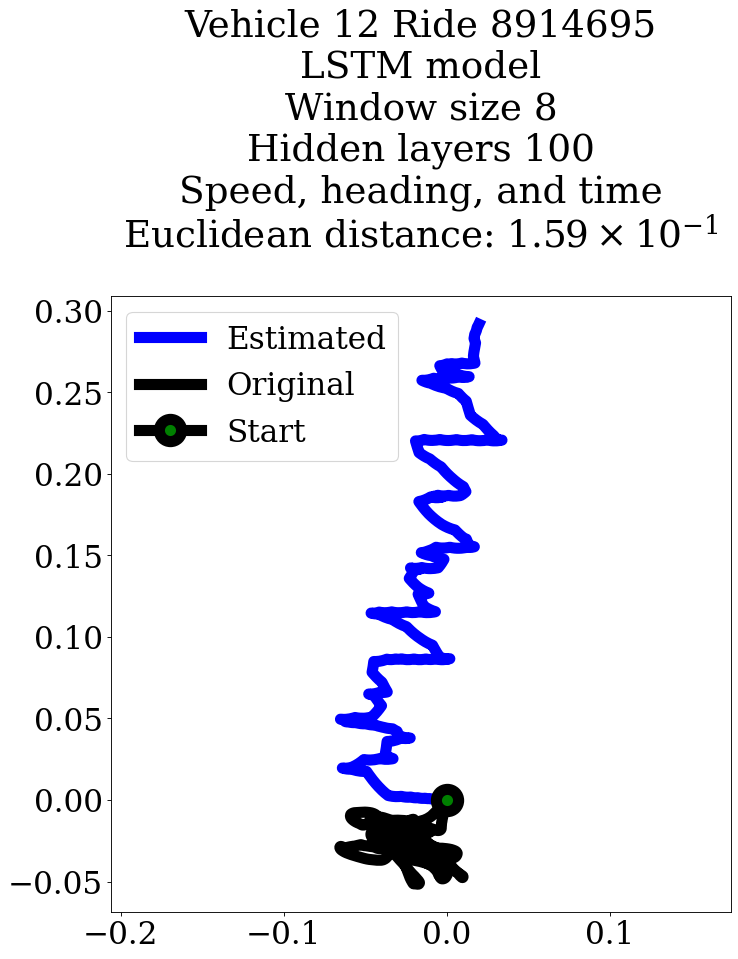 Vehicle 12 Ride 8914695
LSTM model
Window size 8
Hidden layers 100
Speed, heading, and time
Euclidean distance: 1.59 × 10⁻¹
0.30
0.25
0.20
0.15
0.10
0.05
0.00
−0.05
Estimated
Original
Start
−0.2
−0.1
0.0
0.1